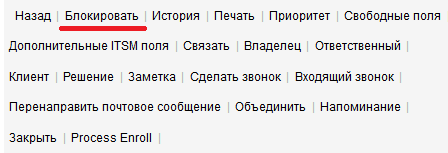 Назад | Блокировать | История | Печать | Приоритет | Свободные поля
Дополнительные ITSM поля | Связать | Владелец | Ответственный |
Клиент | Решение | Заметка | Сделать звонок | Входящий звонок |
Перенаправить почтовое сообщение | Объединить | Напоминание |
Закрыть | Process Enroll |